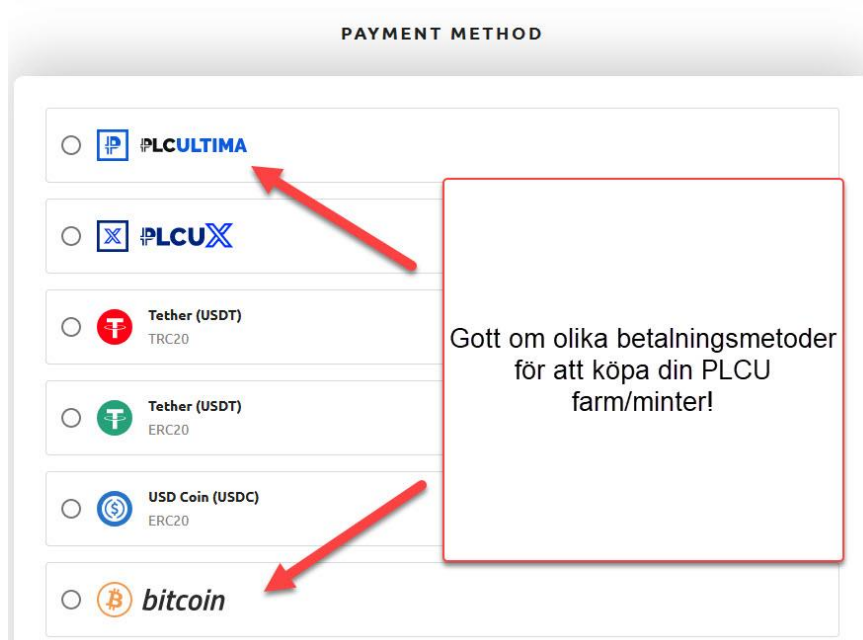 PAYMENT METHOD
PLCULTIMA
PLCUX
Tether (USDT)
TRC20
Tether (USDT)
ERC20
USD Coin (USDC)
ERC20
bitcoin
Gott om olika betalningsmetoder
för att köpa din PLCU
farm/minter!